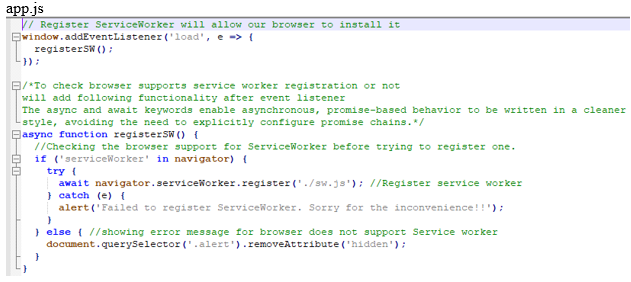 app.js
// Register ServiceWorker will allow our browser to install it
window.addEventListener('load', e => {
registerSW();
});
/*To check browser supports service worker registration or not
will add following functionality after event listener
The async and await keywords enable asynchronous, promise-based behavior to be written in a cleaner
style, avoiding the need to explicitly configure promise chains.*/
async function registerSW() {
//Checking the browser support for ServiceWorker before trying to register one.
if ('serviceWorker' in navigator) {
try {
await navigator.serviceWorker.register('./sw.js'); //Register service worker
} catch (e) {
alert('Failed to register ServiceWorker. Sorry for the inconvenience!!');
}
} else { //showing error message for browser does not support Service worker
document.querySelector('.alert').removeAttribute('hidden');
}
}